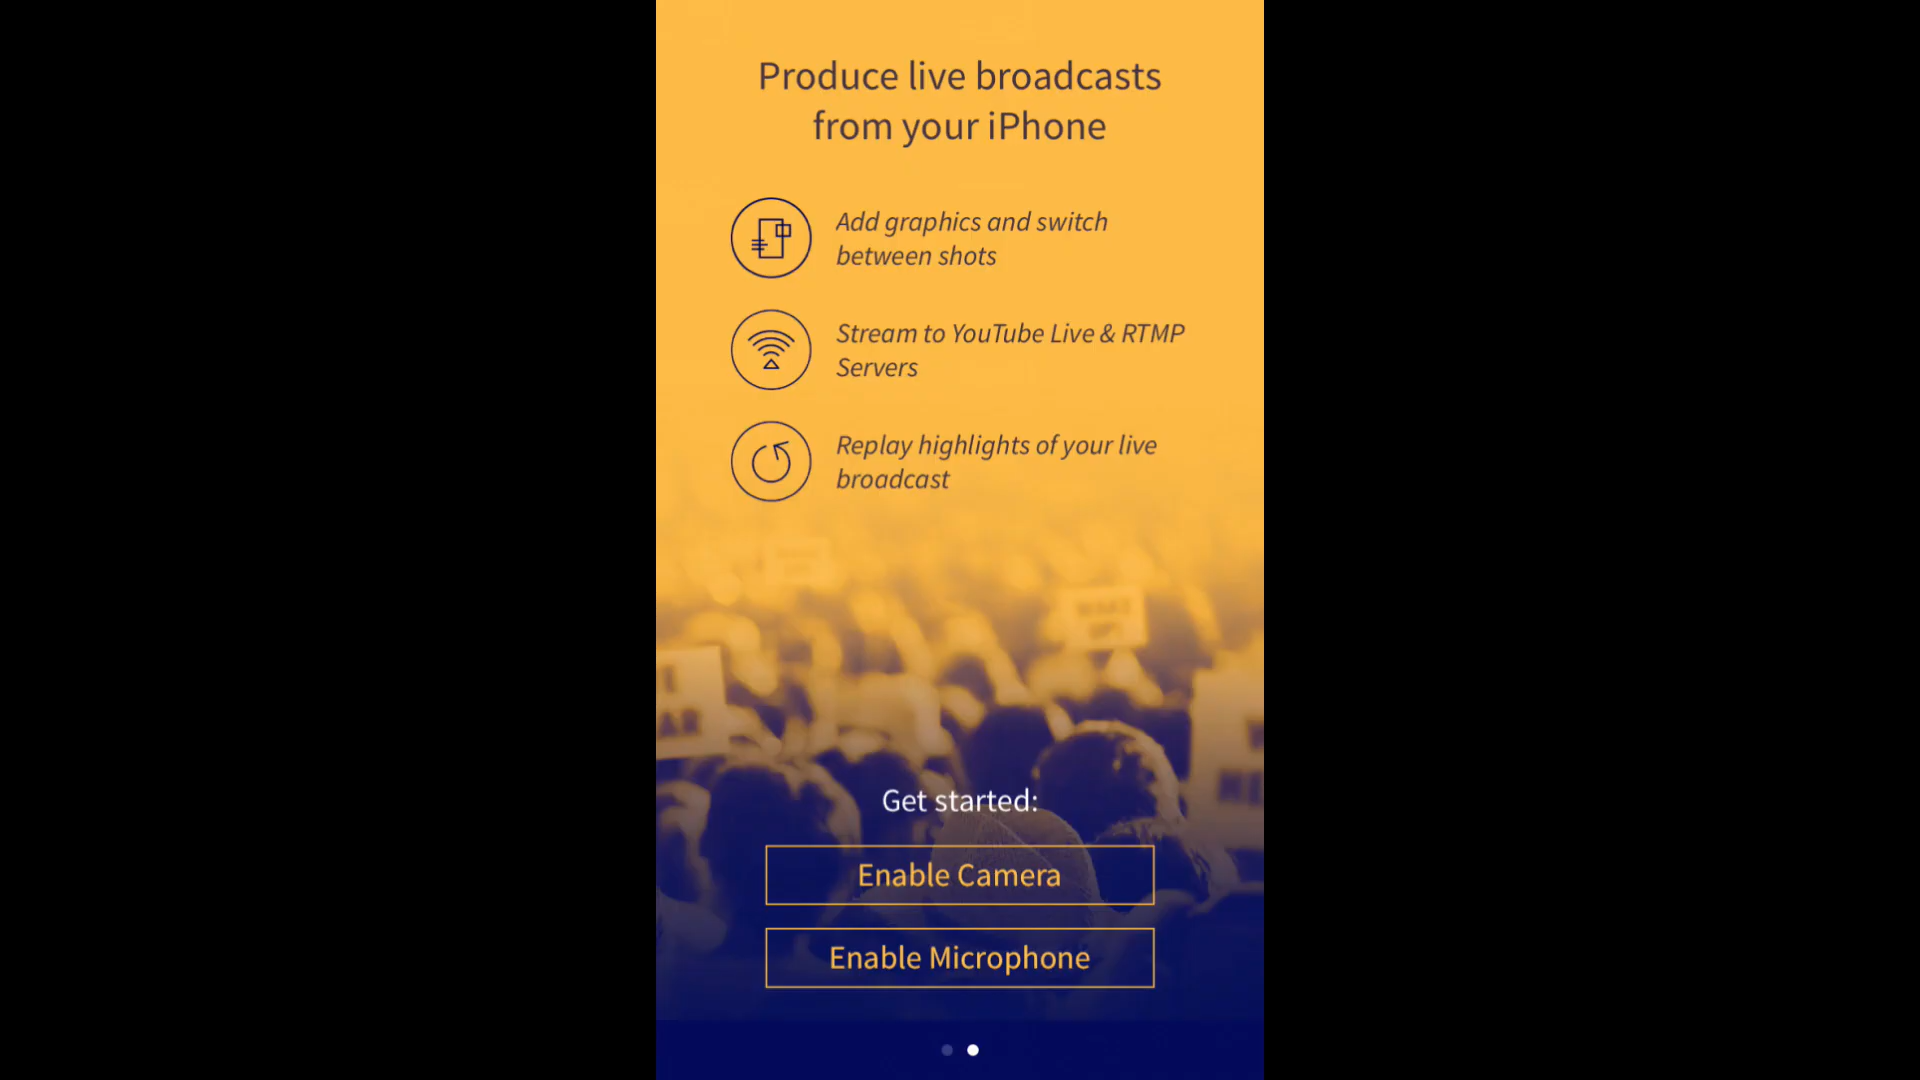 Produce live broadcasts
from your iPhone
Add graphics and switch
between shots
Stream to YouTube Live & RTMP
Servers
Replay highlights of your live
broadcast
AR
Get started:
Enable Camera
Enable Microphone